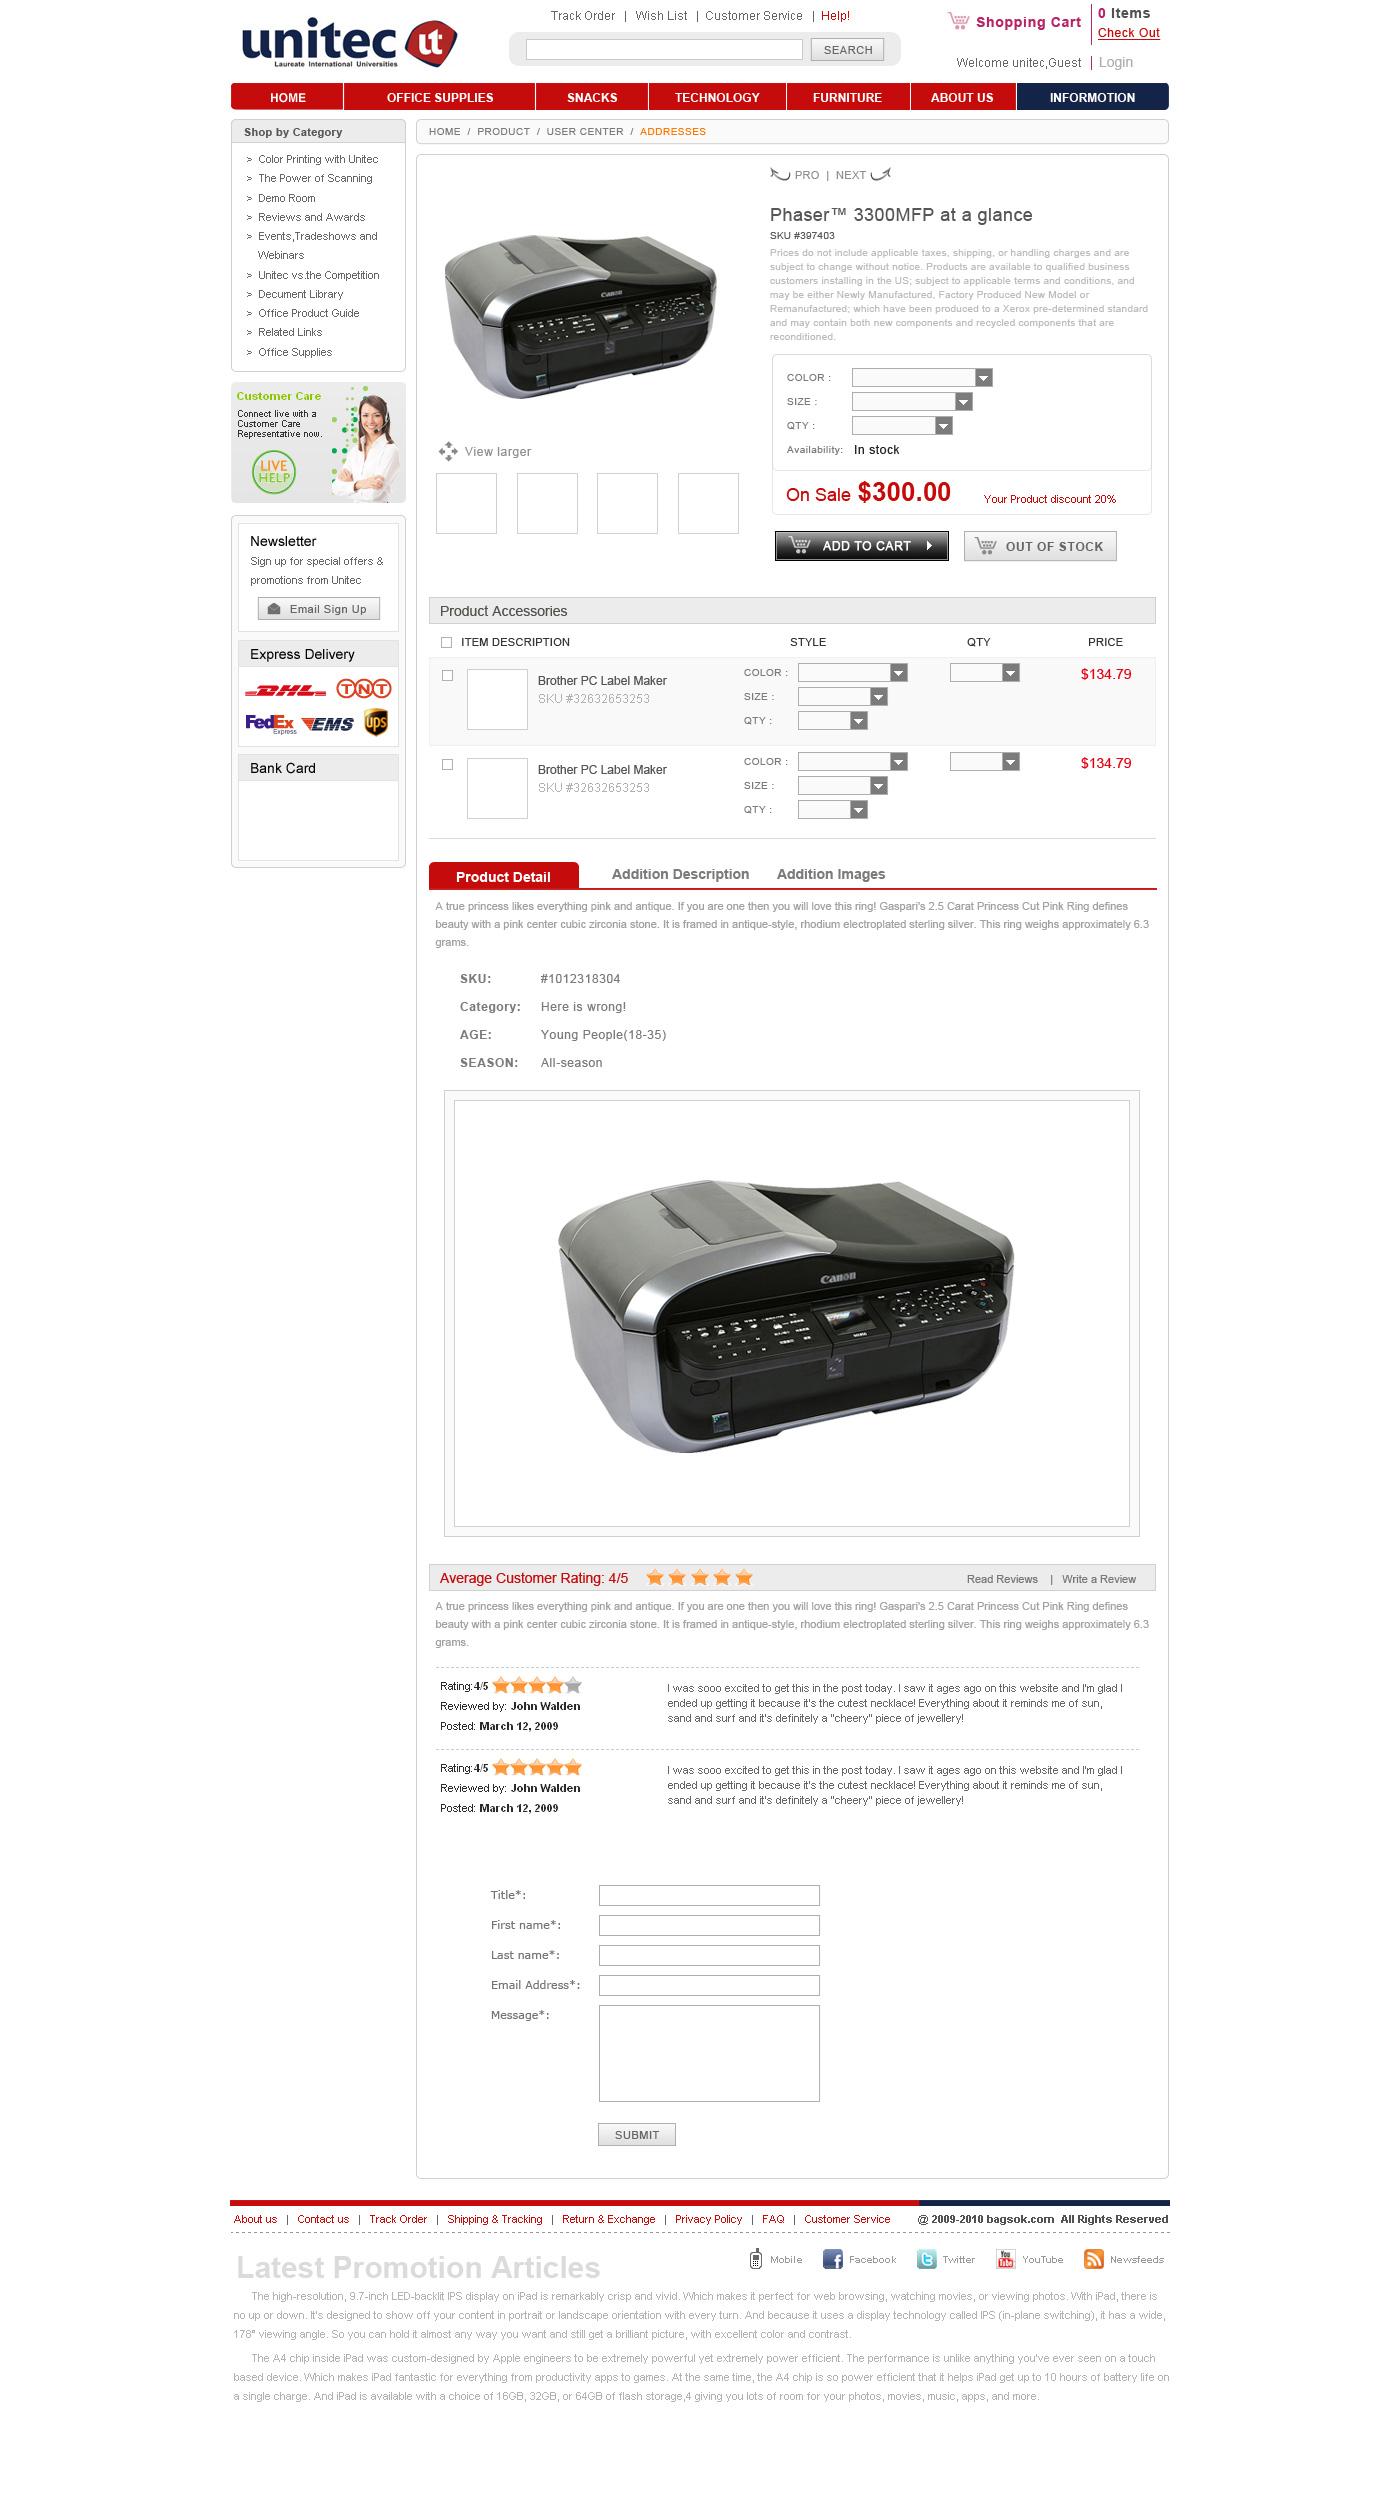 Track Order | Wish List | Customer Service | Help!
unitec ut
Laureate International Universities
SEARCH
Shopping Cart
0 Items
Check Out
Welcome unitec,Guest | Login
HOME OFFICE SUPPLIES SNACKS TECHNOLOGY FURNITURE ABOUT US INFORMOTION
Shop by Category
> Color Printing with Unitec
> The Power of Scanning
> Demo Room
> Reviews and Awards
> Events,Tradeshows and
Webinars
> Unitec vs.the Competition
> Decument Library
> Office Product Guide
> Related Links
> Office Supplies
Customer Care
Connect live with a
Customer Care
Representative now.
LIVE
HELP
Newsletter
Sign up for special offers &
promotions from Unitec
Email Sign Up
Express Delivery
DHL TNT
FedEx
Express
EMS
ups
Bank Card
HOME / PRODUCT / USER CENTER / ADDRESSES
PRO | NEXT
Canon
View larger
Phaser™ 3300MFP at a glance
SKU #397403
Prices do not include applicable taxes, shipping, or handling charges and are
subject to change without notice. Products are available to qualified business
customers installing in the US; subject to applicable terms and conditions, and
may be either Newly Manufactured, Factory Produced New Model or
Remanufactured; which have been produced to a Xerox pre-determined standard
and may contain both new components and recycled components that are
reconditioned.
COLOR :
SIZE :
QTY :
Availability: In stock
On Sale $300.00 Your Product discount 20%
ADD TO CART
OUT OF STOCK
Product Accessories
ITEM DESCRIPTION STYLE QTY PRICE
Brother PC Label Maker
SKU #32632653253
COLOR :
SIZE :
QTY :
$134.79
Brother PC Label Maker
SKU #32632653253
COLOR :
SIZE :
QTY :
$134.79
Product Detail Addition Description Addition Images
A true princess likes everything pink and antique. If you are one then you will love this ring! Gaspari's 2.5 Carat Princess Cut Pink Ring defines
beauty with a pink center cubic zirconia stone. It is framed in antique-style, rhodium electroplated sterling silver. This ring weighs approximately 6.3
grams.
SKU: #1012318304
Category: Here is wrong!
AGE: Young People(18-35)
SEASON: All-season
Canon
Average Customer Rating: 4/5
Read Reviews | Write a Review
A true princess likes everything pink and antique. If you are one then you will love this ring! Gaspari's 2.5 Carat Princess Cut Pink Ring defines
beauty with a pink center cubic zirconia stone. It is framed in antique-style, rhodium electroplated sterling silver. This ring weighs approximately 6.3
grams.
Rating:4/5
Reviewed by: John Walden
Posted: March 12, 2009
I was sooo excited to get this in the post today. I saw it ages ago on this website and I'm glad I
ended up getting it because it's the cutest necklace! Everything about it reminds me of sun,
sand and surf and it's definitely a "cheery" piece of jewellery!
Rating:4/5
Reviewed by: John Walden
Posted: March 12, 2009
I was sooo excited to get this in the post today. I saw it ages ago on this website and I'm glad I
ended up getting it because it's the cutest necklace! Everything about it reminds me of sun,
sand and surf and it's definitely a "cheery" piece of jewellery!
Title*:
First name*:
Last name*:
Email Address*:
Message*:
SUBMIT
About us | Contact us | Track Order | Shipping & Tracking | Return & Exchange | Privacy Policy | FAQ | Customer Service
@ 2009-2010 bagsok.com All Rights Reserved
Latest Promotion Articles
Mobile Facebook Twitter You Tube YouTube Newsfeeds
The high-resolution, 9.7-inch LED-backlit IPS display on iPad is remarkably crisp and vivid. Which makes it perfect for web browsing, watching movies, or viewing photos. With iPad, there is
no up or down. It's designed to show off your content in portrait or landscape orientation with every turn. And because it uses a display technology called IPS (in-plane switching), it has a wide,
178° viewing angle. So you can hold it almost any way you want and still get a brilliant picture, with excellent color and contrast.
The A4 chip inside iPad was custom-designed by Apple engineers to be extremely powerful yet extremely power efficient. The performance is unlike anything you've ever seen on a touch
based device. Which makes iPad fantastic for everything from productivity apps to games. At the same time, the A4 chip is so power efficient that it helps iPad get up to 10 hours of battery life on
a single charge. And iPad is available with a choice of 16GB, 32GB, or 64GB of flash storage,4 giving you lots of room for your photos, movies, music, apps, and more.